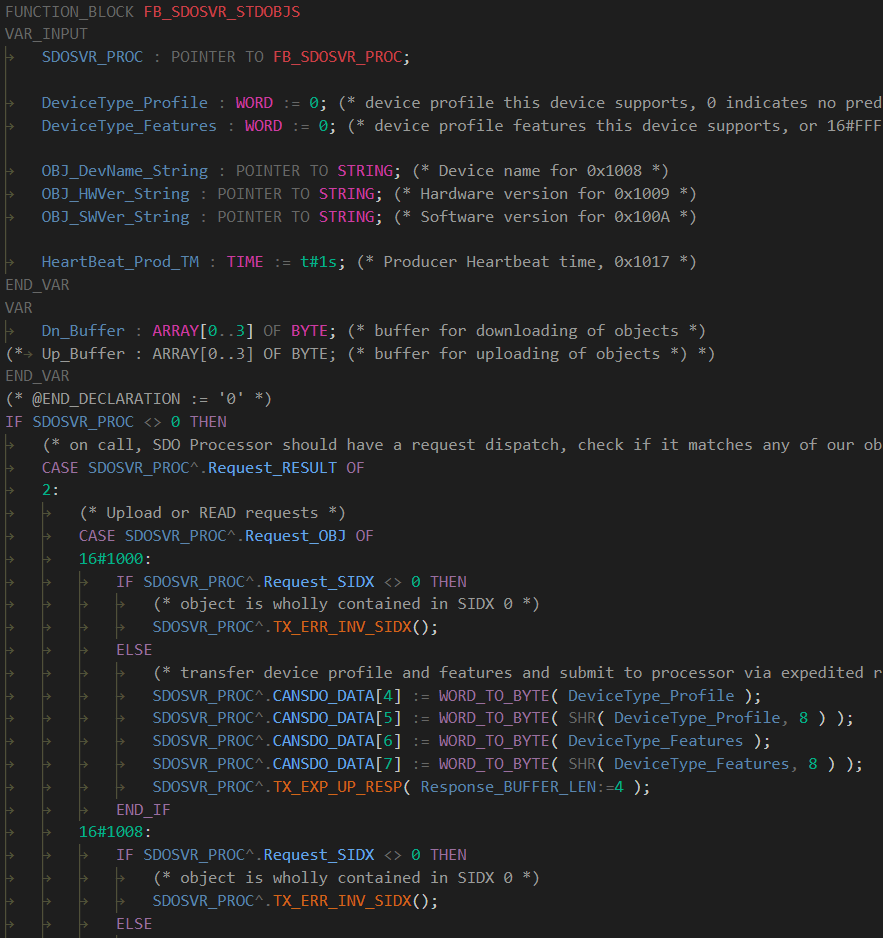 FUNCTION_BLOCK FB_SDOSVR_STDOBJS
VAR_INPUT
→ SDOSVR_PROC : POINTER TO FB_SDOSVR_PROC;
→ DeviceType_Profile : WORD := 0; (* device profile this device supports, 0 indicates no pred
→ DeviceType_Features : WORD := 0; (* device profile features this device supports, or 16#FFF
→ OBJ_DevName_String : POINTER TO STRING; (* Device name for 0x1008 *)
→ OBJ_HWVer_String : POINTER TO STRING; (* Hardware version for 0x1009 *)
→ OBJ_SWVer_String : POINTER TO STRING; (* Software version for 0x100A *)
→ HeartBeat_Prod_TM : TIME := t#1s; (* Producer Heartbeat time, 0x1017 *)
END_VAR
VAR
→ Dn_Buffer : ARRAY[0..3] OF BYTE; (* buffer for downloading of objects *)
(*→ Up_Buffer : ARRAY[0..3] OF BYTE; (* buffer for uploading of objects *) *)
END_VAR
(* @END_DECLARATION := '0' *)
IF SDOSVR_PROC <> 0 THEN
→ (* on call, SDO Processor should have a request dispatch, check if it matches any of our ob
→ CASE SDOSVR_PROC^.Request_RESULT OF
→ 2:
→ → (* Upload or READ requests *)
→ → CASE SDOSVR_PROC^.Request_OBJ OF
→ → 16#1000:
→ → → IF SDOSVR_PROC^.Request_SIDX <> 0 THEN
→ → → → (* object is wholly contained in SIDX 0 *)
→ → → → SDOSVR_PROC^.TX_ERR_INV_SIDX();
→ → → ELSE
→ → → → (* transfer device profile and features and submit to processor via expedited r
→ → → → SDOSVR_PROC^.CANSDO_DATA[4] := WORD_TO_BYTE( DeviceType_Profile );
→ → → → SDOSVR_PROC^.CANSDO_DATA[5] := WORD_TO_BYTE( SHR( DeviceType_Profile, 8 ) );
→ → → → SDOSVR_PROC^.CANSDO_DATA[6] := WORD_TO_BYTE( DeviceType_Features );
→ → → → SDOSVR_PROC^.CANSDO_DATA[7] := WORD_TO_BYTE( SHR( DeviceType_Features, 8 ) );
→ → → → SDOSVR_PROC^.TX_EXP_UP_RESP( Response_BUFFER_LEN:=4 );
→ → → END_IF
→ → 16#1008:
→ → → IF SDOSVR_PROC^.Request_SIDX <> 0 THEN
→ → → → (* object is wholly contained in SIDX 0 *)
→ → → → SDOSVR_PROC^.TX_ERR_INV_SIDX();
→ → → ELSE